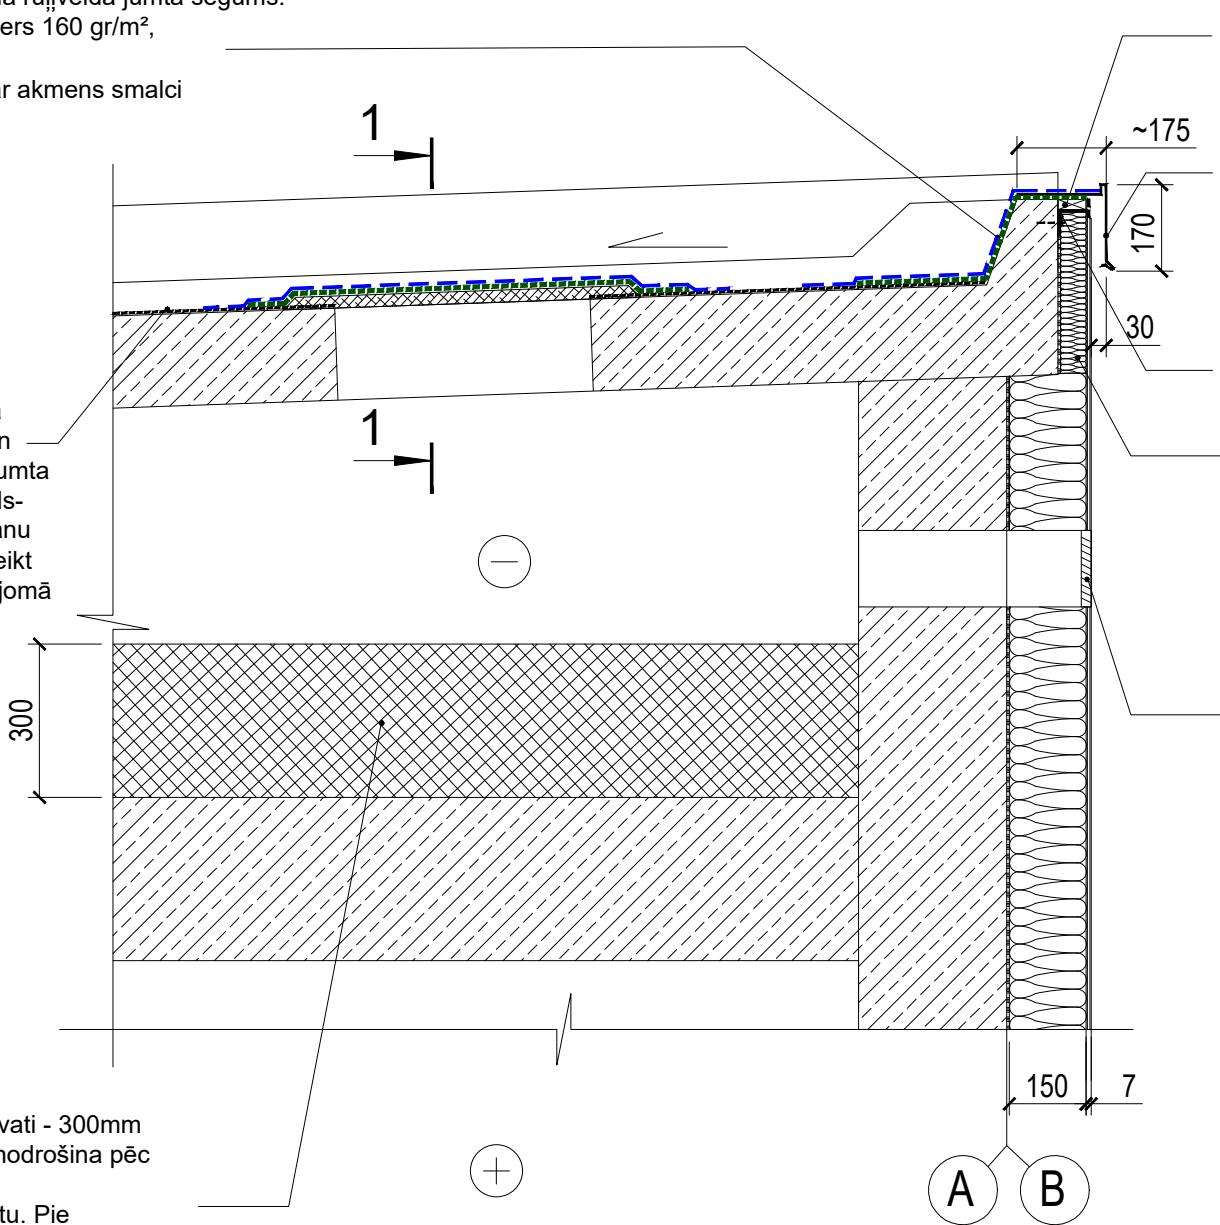 ruļļveida jumta segums.
ers 160 gr/m²,
ar akmens smalci
1
~175
170
30
1
n
umta
ds-
anu
eikt
jomā
300
150
7
vati - 300mm
nodrošina pēc
A
B
tu. Pie